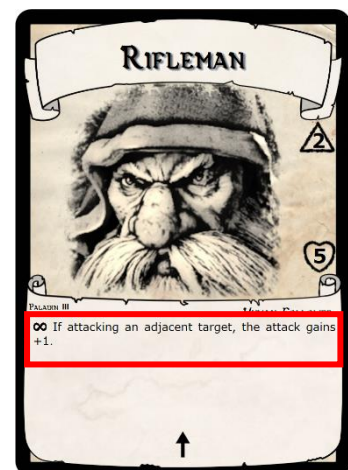 RIFLEMAN
2
5
PALADIN III
∞ If attacking an adjacent target, the attack gains
+1.